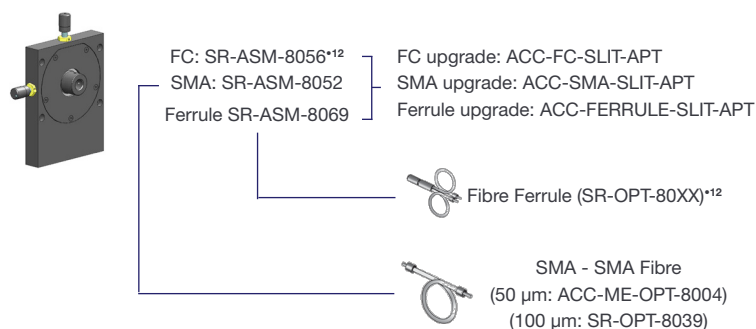 FC: SR-ASM-8056•12
SMA: SR-ASM-8052
Ferrule SR-ASM-8069
FC upgrade: ACC-FC-SLIT-APT
SMA upgrade: ACC-SMA-SLIT-APT
Ferrule upgrade: ACC-FERRULE-SLIT-APT
Fibre Ferrule (SR-OPT-80XX)•12
SMA - SMA Fibre
(50 µm: ACC-ME-OPT-8004)
(100 µm: SR-OPT-8039)